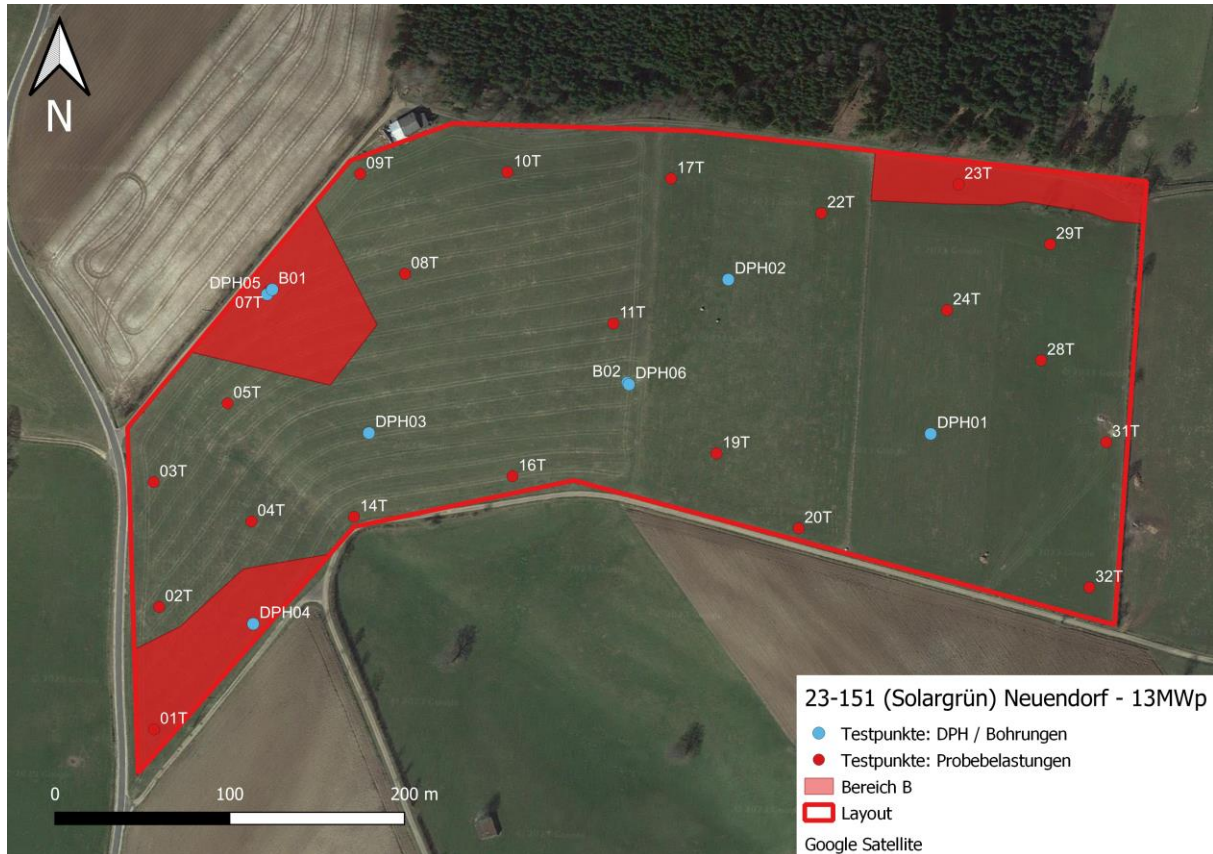 N
09T
10T
17T
23T
22T
29T
08T
DPH02
DPH05
B01
07T
24T
11T
28T
B02
DPH06
05T
DPH03
DPH01
31T
19T
03T
16T
14T
04T
20T
32T
02T
DPH04
01T
0 100 200 m
23-151 (Solargrün) Neuendorf - 13MWp
Testpunkte: DPH / Bohrungen
Testpunkte: Probebelastungen
Bereich B
Layout
Google Satellite